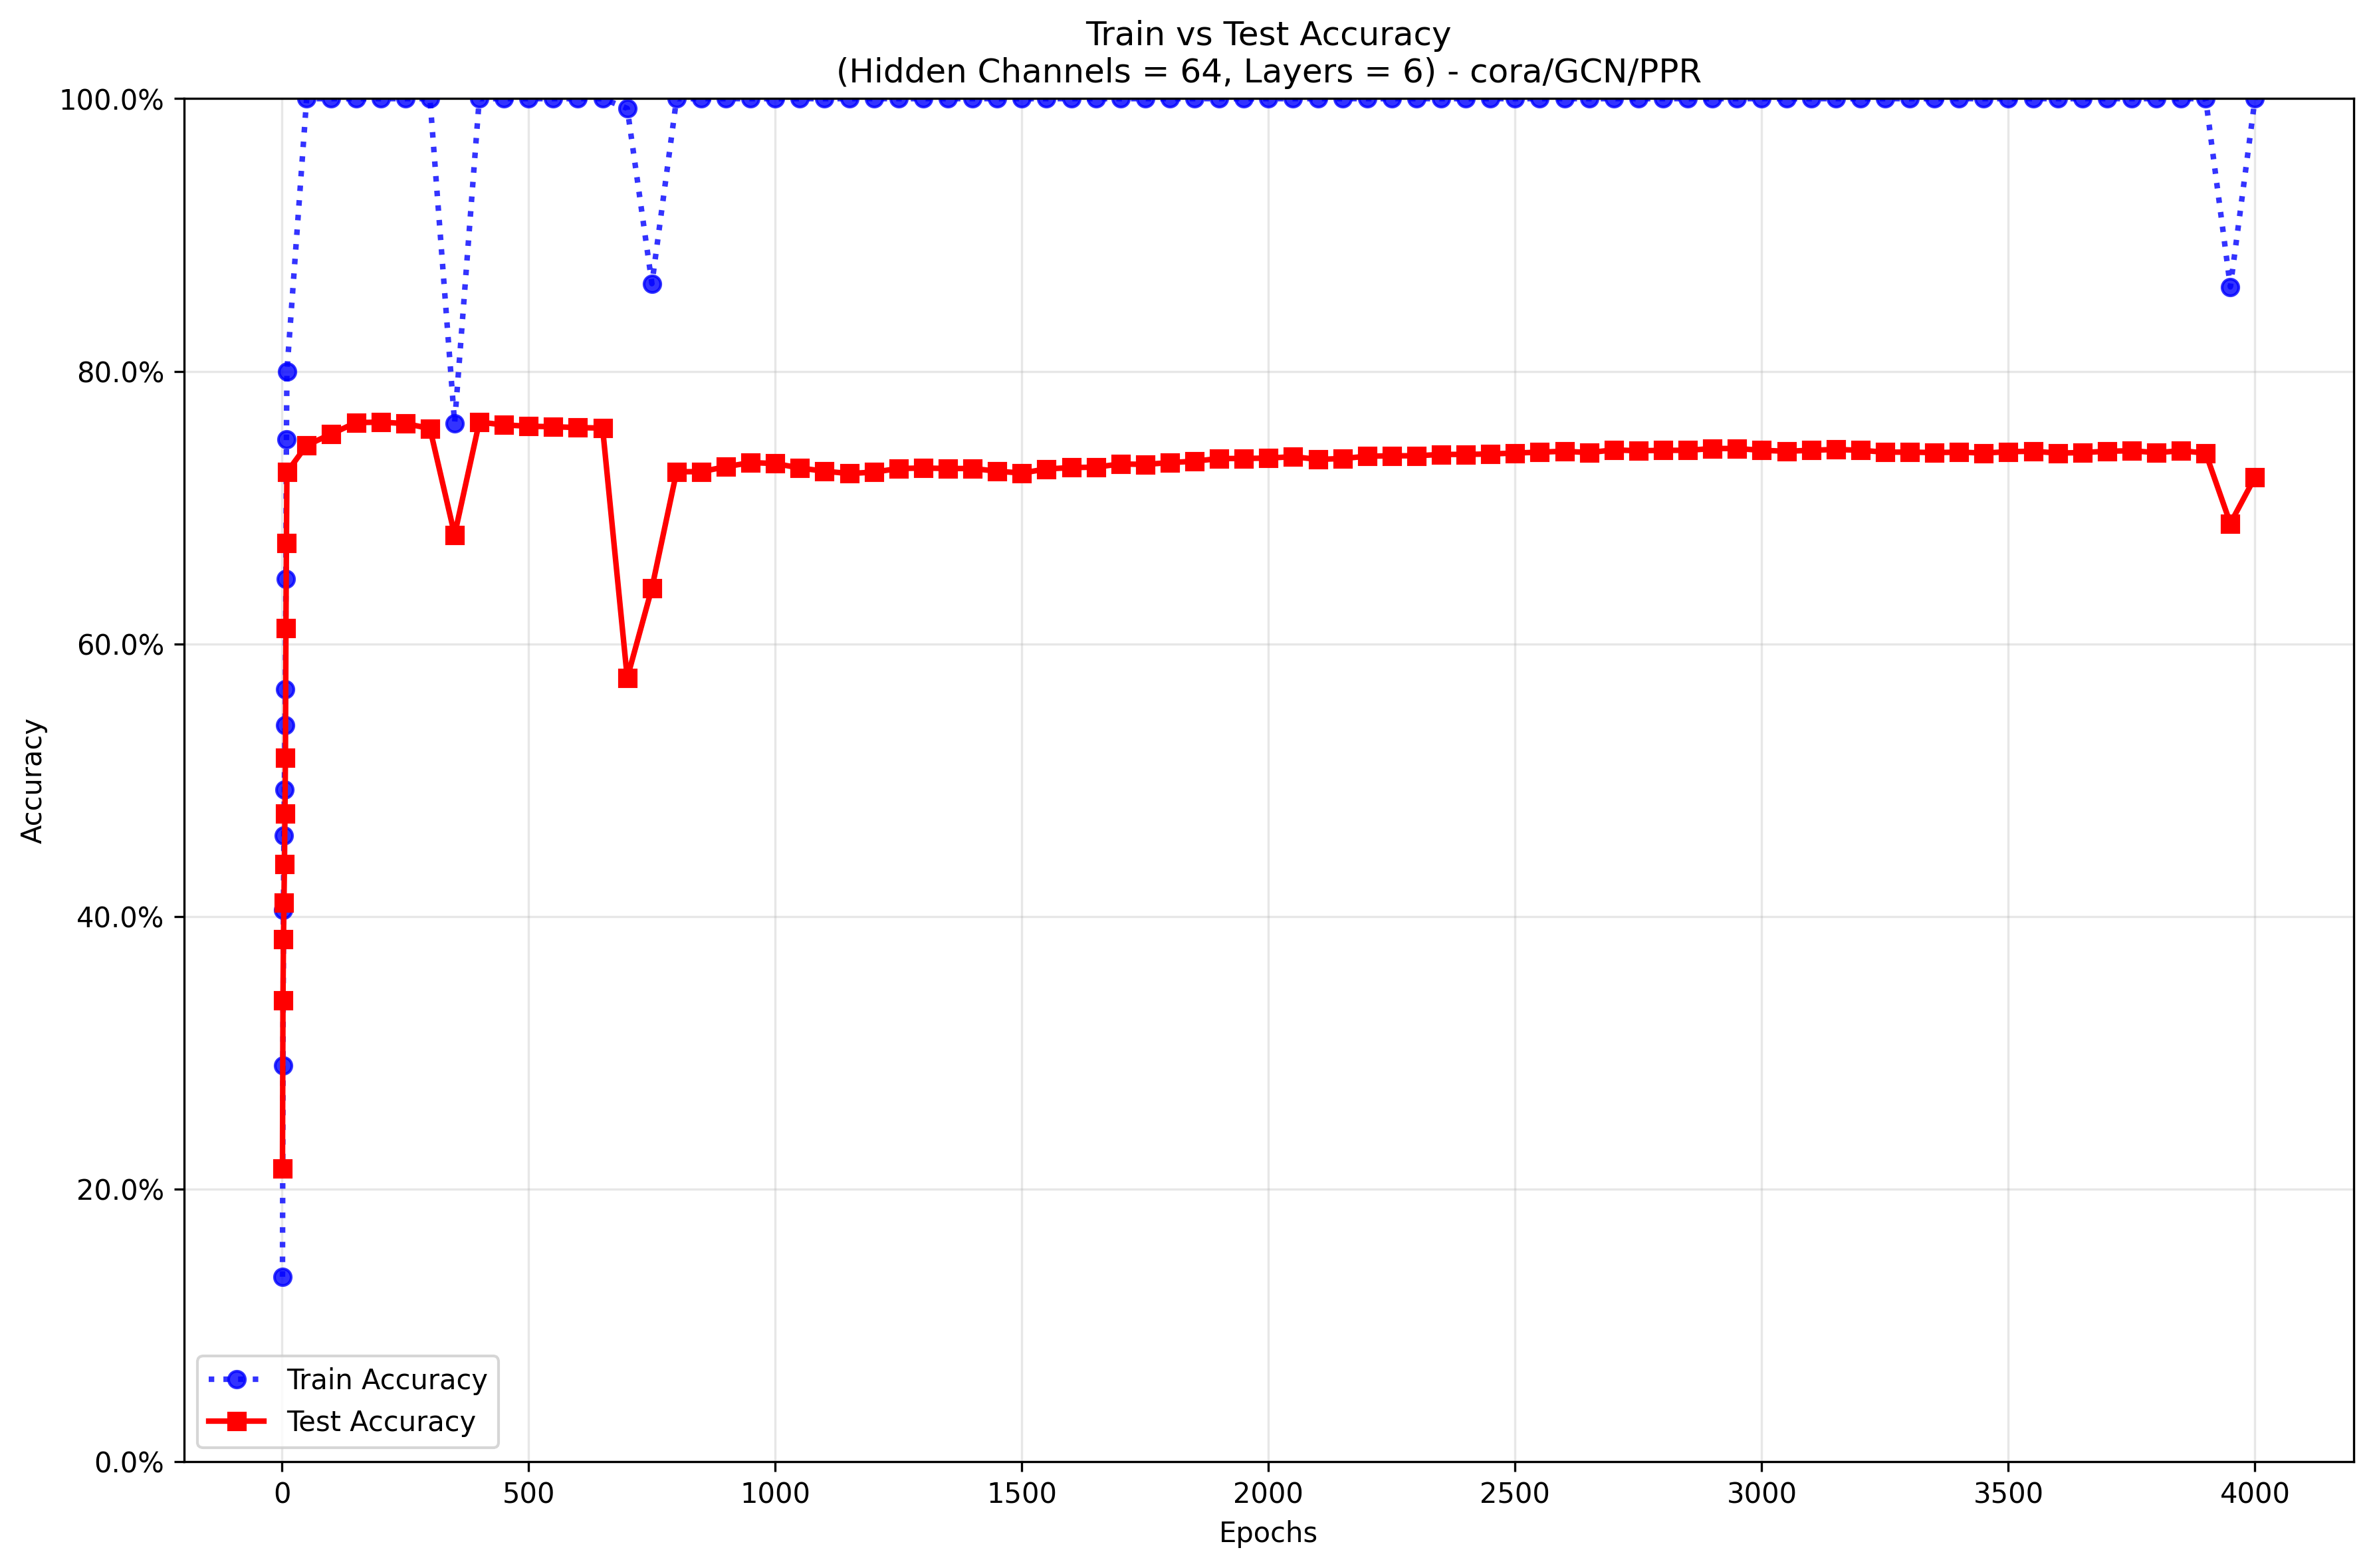 Train vs Test Accuracy
(Hidden Channels = 64, Layers = 6) - cora/GCN/PPR
100.0%
80.0%
60.0%
40.0%
20.0%
0.0%
Accuracy
Train Accuracy
Test Accuracy
0
500
1000
1500
2000
2500
3000
3500
4000
Epochs